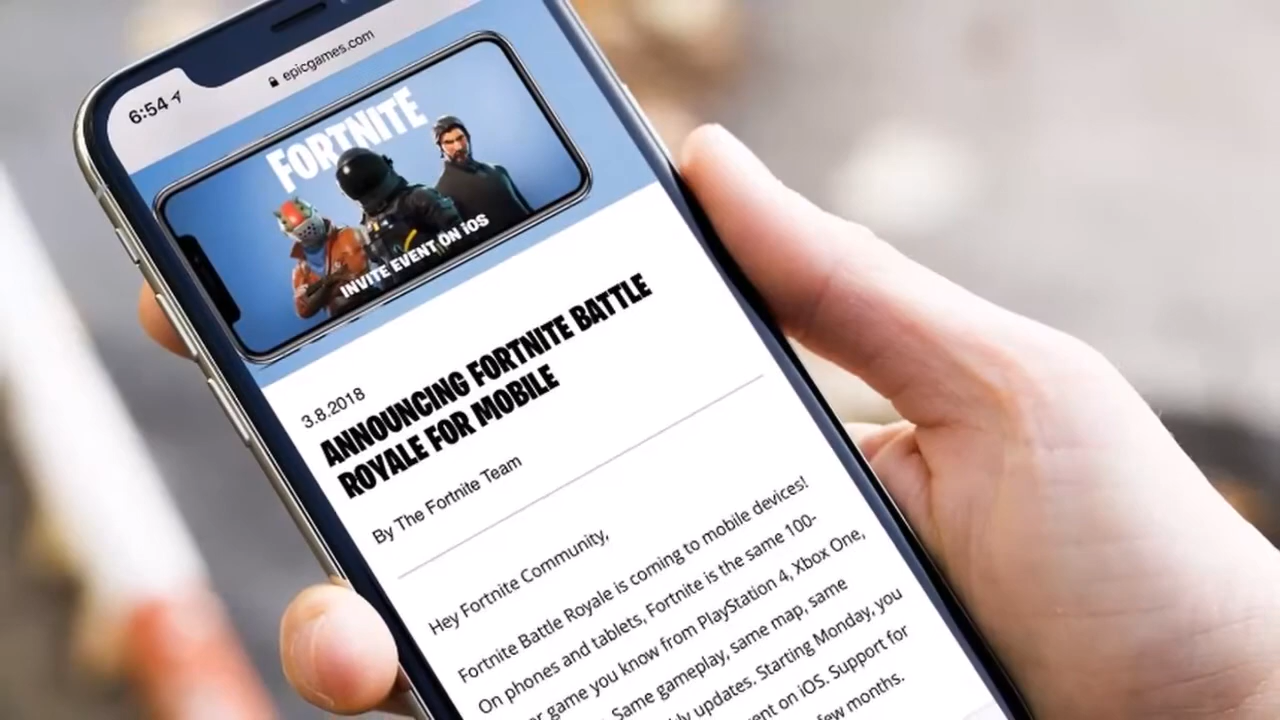 6:54
epicgames.com
FORTNITE
INVITE EVENT ON iOS
3.8.2018
ANNOUNCING FORTNITE BATTLE
ROYALE FOR MOBILE
By The Fortnite Team
Hey Fortnite Community,
Fortnite Battle Royale is coming to mobile devices!
On phones and tablets, Fortnite is the same 100-
game you know from PlayStation 4, Xbox One,
Same gameplay, same map, same
updates. Starting Monday, you
on iOS. Support for
few months.